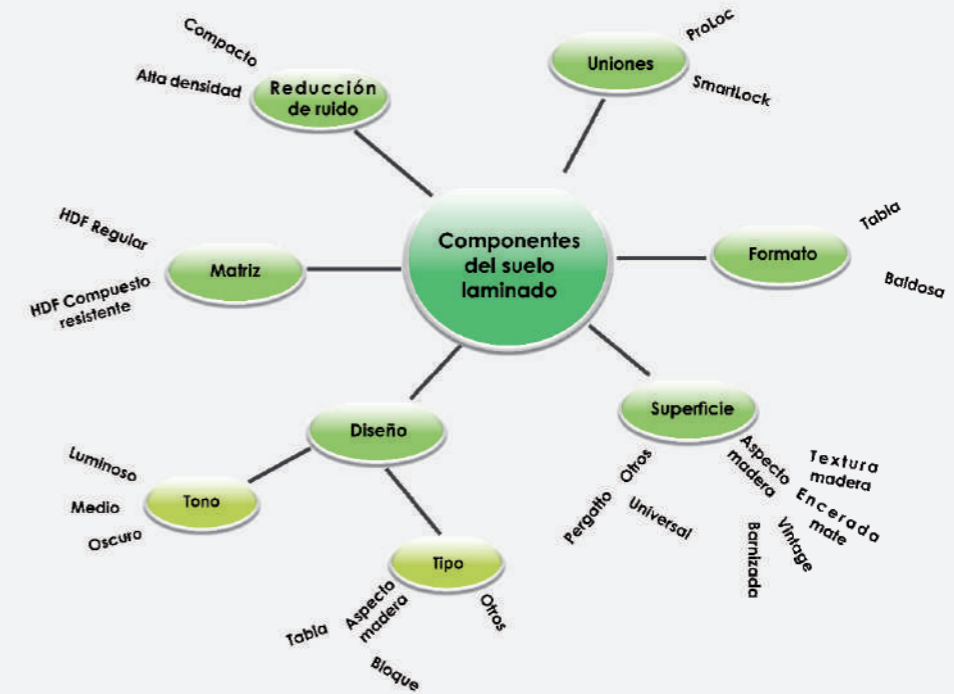 Componentes
del suelo
laminado
Reducción
de ruido
Compacto
Alta densidad
Uniones
ProLoc
SmartLock
Formato
Tabla
Baldosa
Superficie
Otros
Pergatto
Universal
Aspecto
madera
Textura
madera
Encerada
mate
Vintage
Barnizada
Diseño
Tono
Luminoso
Medio
Oscuro
Tipo
Aspecto
madera
Tabla
Bloque
Otros
Matriz
HDF Regular
HDF Compuesto
resistente